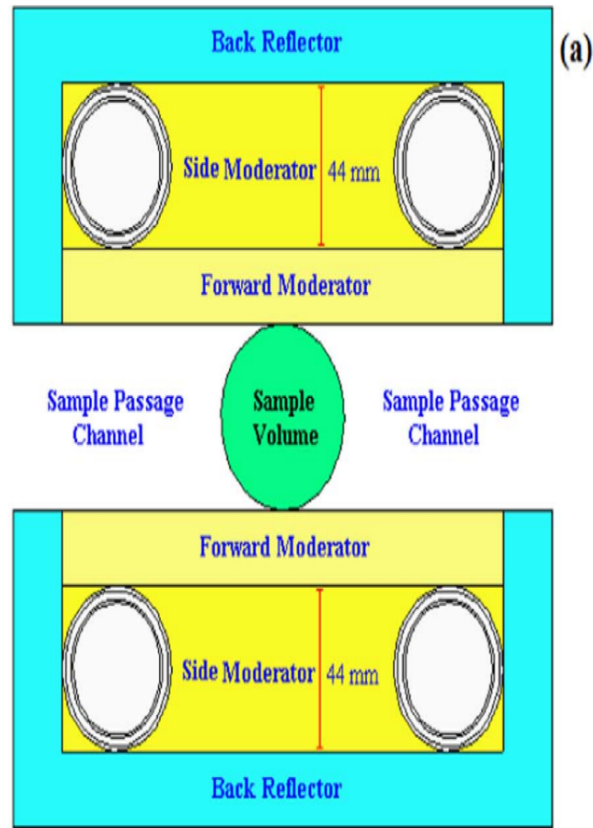 Back Reflector
(a)
Side Moderator 44 mm
Forward Moderator
Sample Passage
Channel
Sample
Volume
Sample Passage
Channel
Forward Moderator
Side Moderator 44 mm
Back Reflector